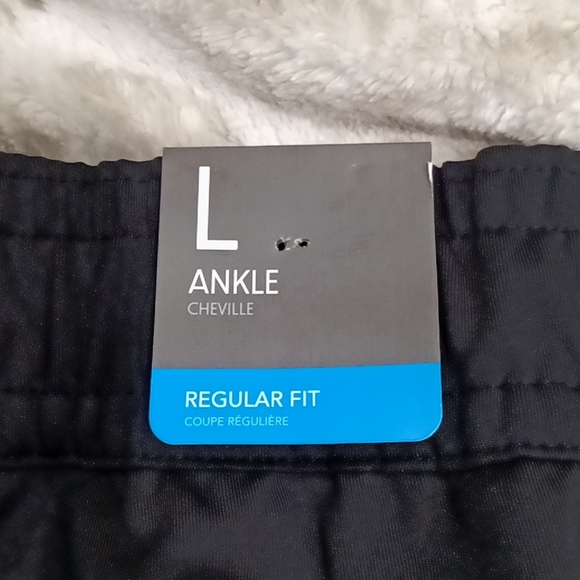 L
ANKLE
CHEVILLE
REGULAR FIT
COUPE RÉGULIÈRE